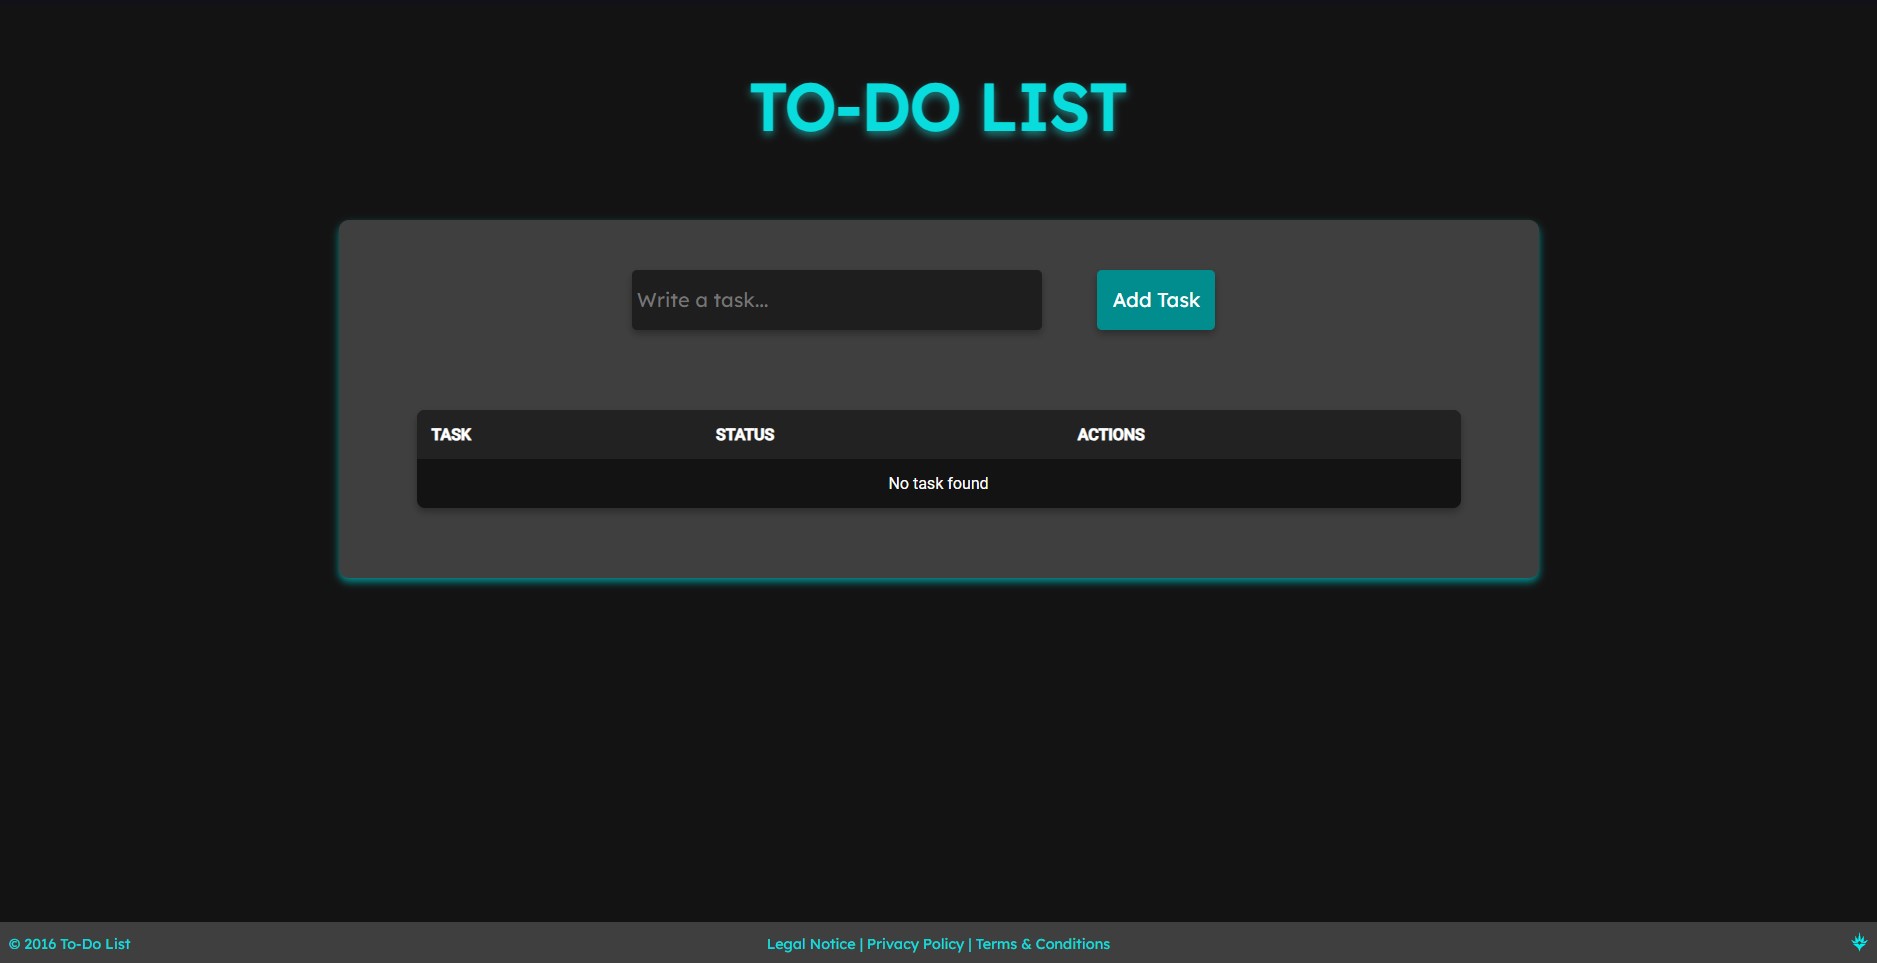 TO-DO LIST
Write a task...
Add Task
TASK STATUS ACTIONS
No task found
© 2016 To-Do List
Legal Notice | Privacy Policy | Terms & Conditions